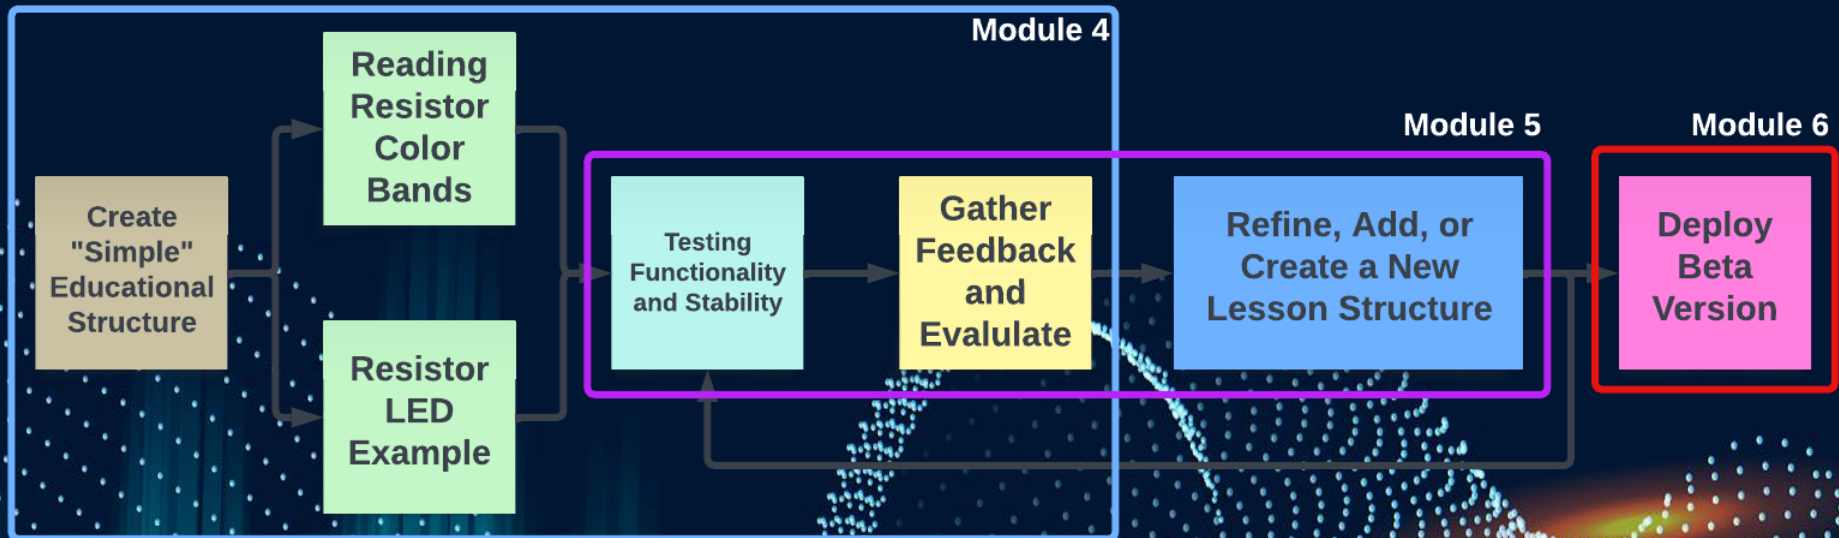 Module 4
Reading
Resistor
Color
Bands
Module 5
Module 6
Create
"Simple"
Educational
Structure
Testing
Functionality
and Stability
Gather
Feedback
and
Evalulate
Refine, Add, or
Create a New
Lesson Structure
Deploy
Beta
Version
Resistor
LED
Example